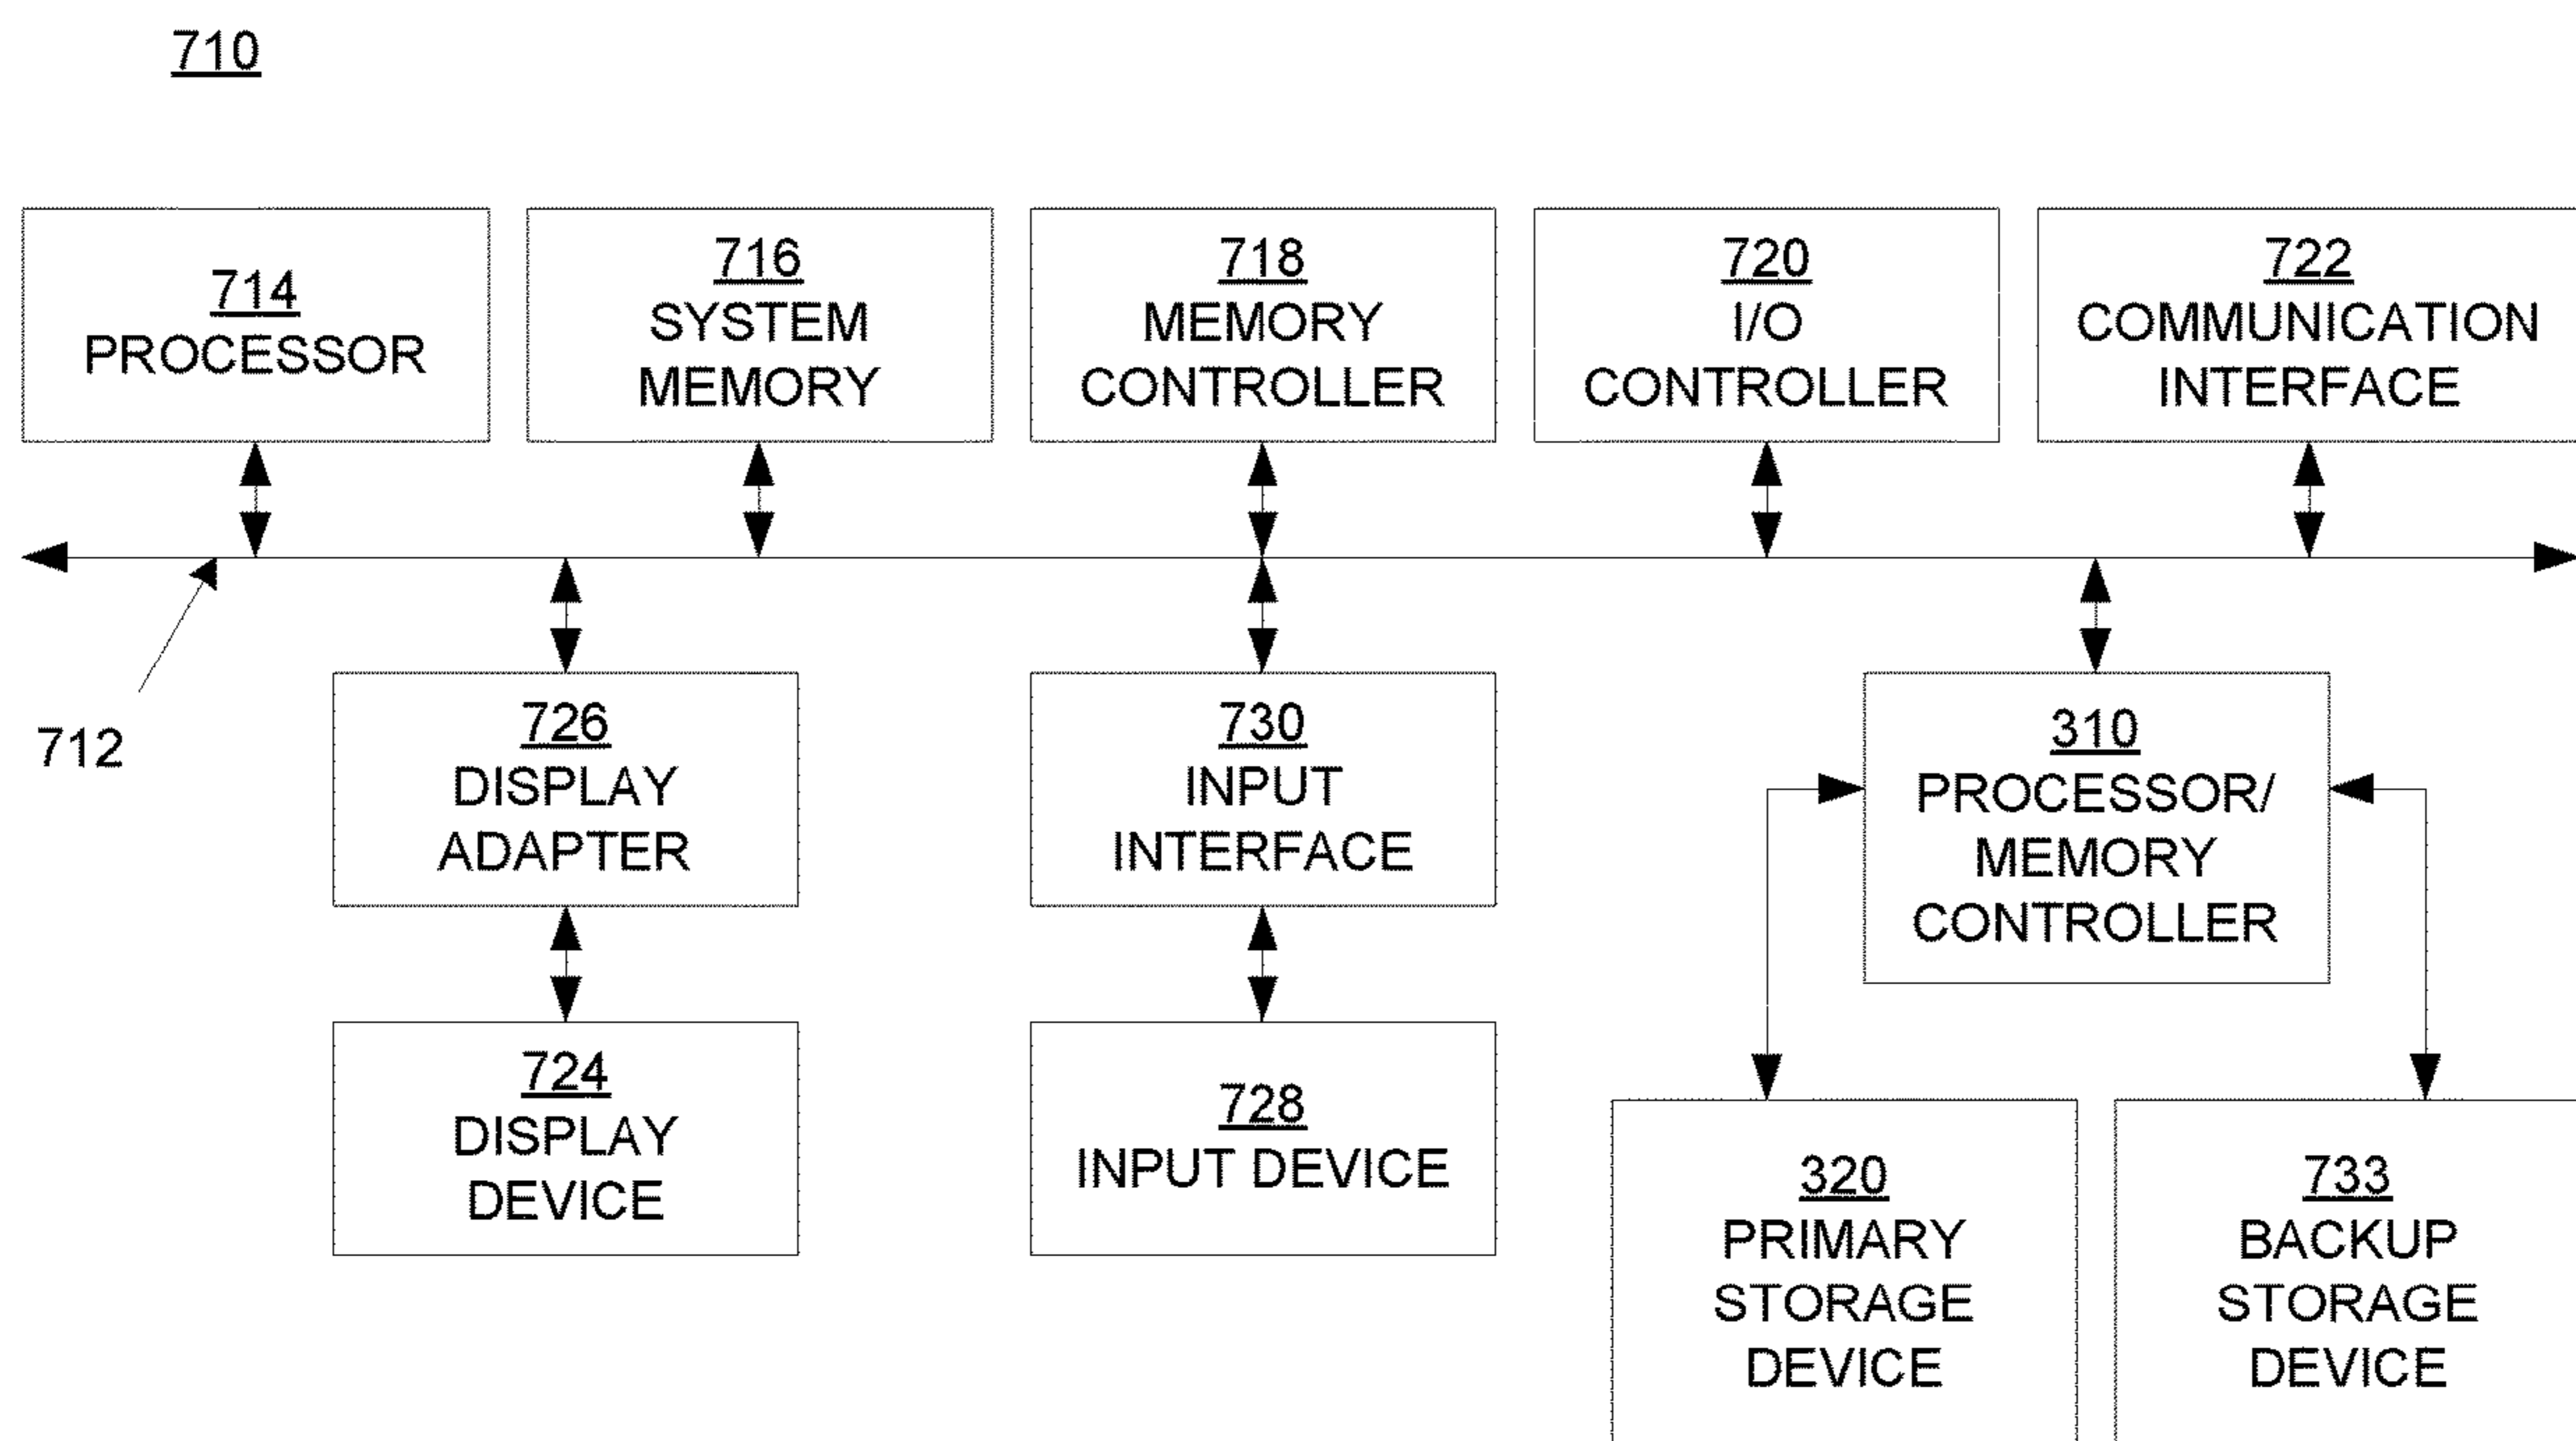 710
714
PROCESSOR
716
SYSTEM
MEMORY
718
MEMORY
CONTROLLER
720
I/O
CONTROLLER
722
COMMUNICATION
INTERFACE
712
726
DISPLAY
ADAPTER
730
INPUT
INTERFACE
310
PROCESSOR/
MEMORY
CONTROLLER
724
DISPLAY
DEVICE
728
INPUT DEVICE
320
PRIMARY
STORAGE
DEVICE
733
BACKUP
STORAGE
DEVICE